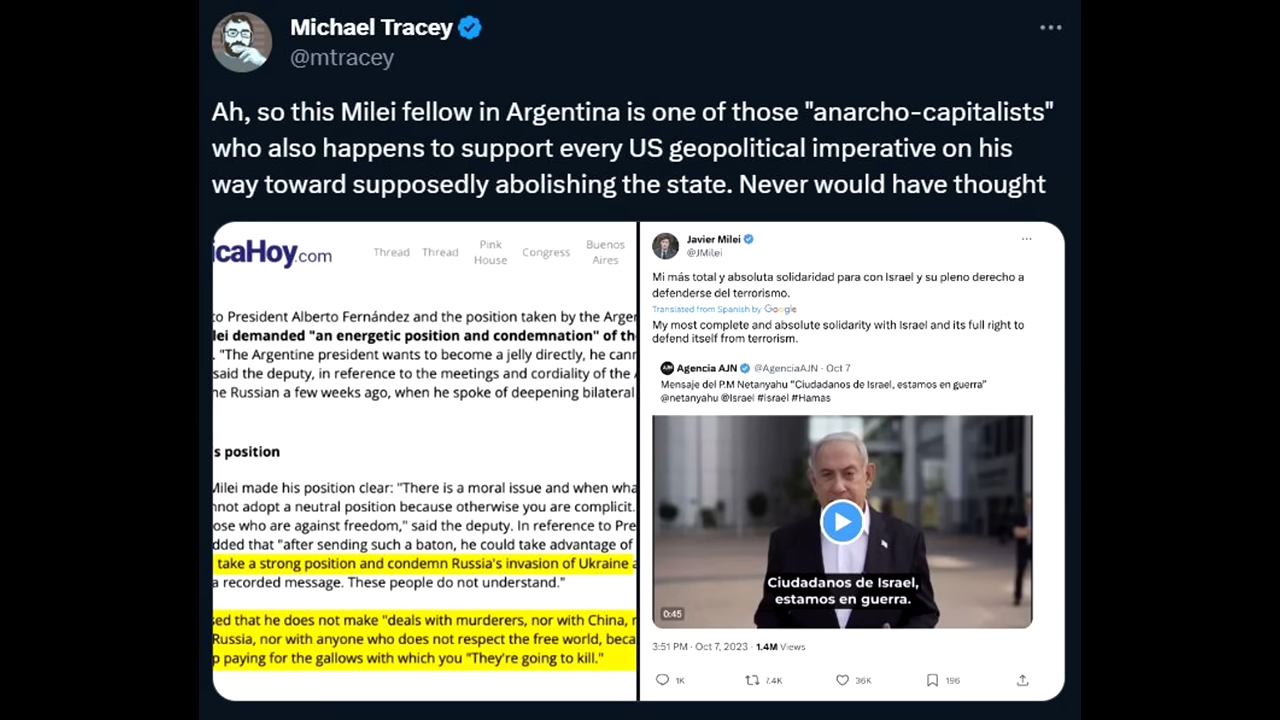 Michael Tracey
@mtracey
Ah, so this Milei fellow in Argentina is one of those "anarcho-capitalists"
who also happens to support every US geopolitical imperative on his
way toward supposedly abolishing the state. Never would have thought
icaHoy.com
Thread Thread Pink House Congress Buenos Aires
to President Alberto Fernández and the position taken by the Arge
lei demanded "an energetic position and condemnation" of th
. "The Argentine president wants to become a jelly directly, he can
said the deputy, in reference to the meetings and cordiality of the
ne Russian a few weeks ago, when he spoke of deepening bilateral
s position
Milei made his position clear: "There is a moral issue and when wha
nnot adopt a neutral position because otherwise you are complicit.
ose who are against freedom," said the deputy. In reference to Pre
dded that "after sending such a baton, he could take advantage of
take a strong position and condemn Russia's invasion of Ukraine
a recorded message. These people do not understand."
sed that he does not make "deals with murderers, nor with China,
Russia, nor with anyone who does not respect the free world, beca
p paying for the gallows with which you "They're going to kill."
Javier Milei
@JMilei
Mi más total y absoluta solidaridad para con Israel y su pleno derecho a
defenderse del terrorismo.
Translated from Spanish by Google
My most complete and absolute solidarity with Israel and its full right to
defend itself from terrorism.
AJN Agencia AJN @AgenciaAJN · Oct 7
Mensaje del P.M Netanyahu "Ciudadanos de Israel, estamos en guerra"
@netanyahu @Israel #israel #Hamas
Ciudadanos de Israel,
estamos en guerra.
0:45
3:51 PM · Oct 7, 2023 · 1.4M Views
1K 7.4K 36K 196